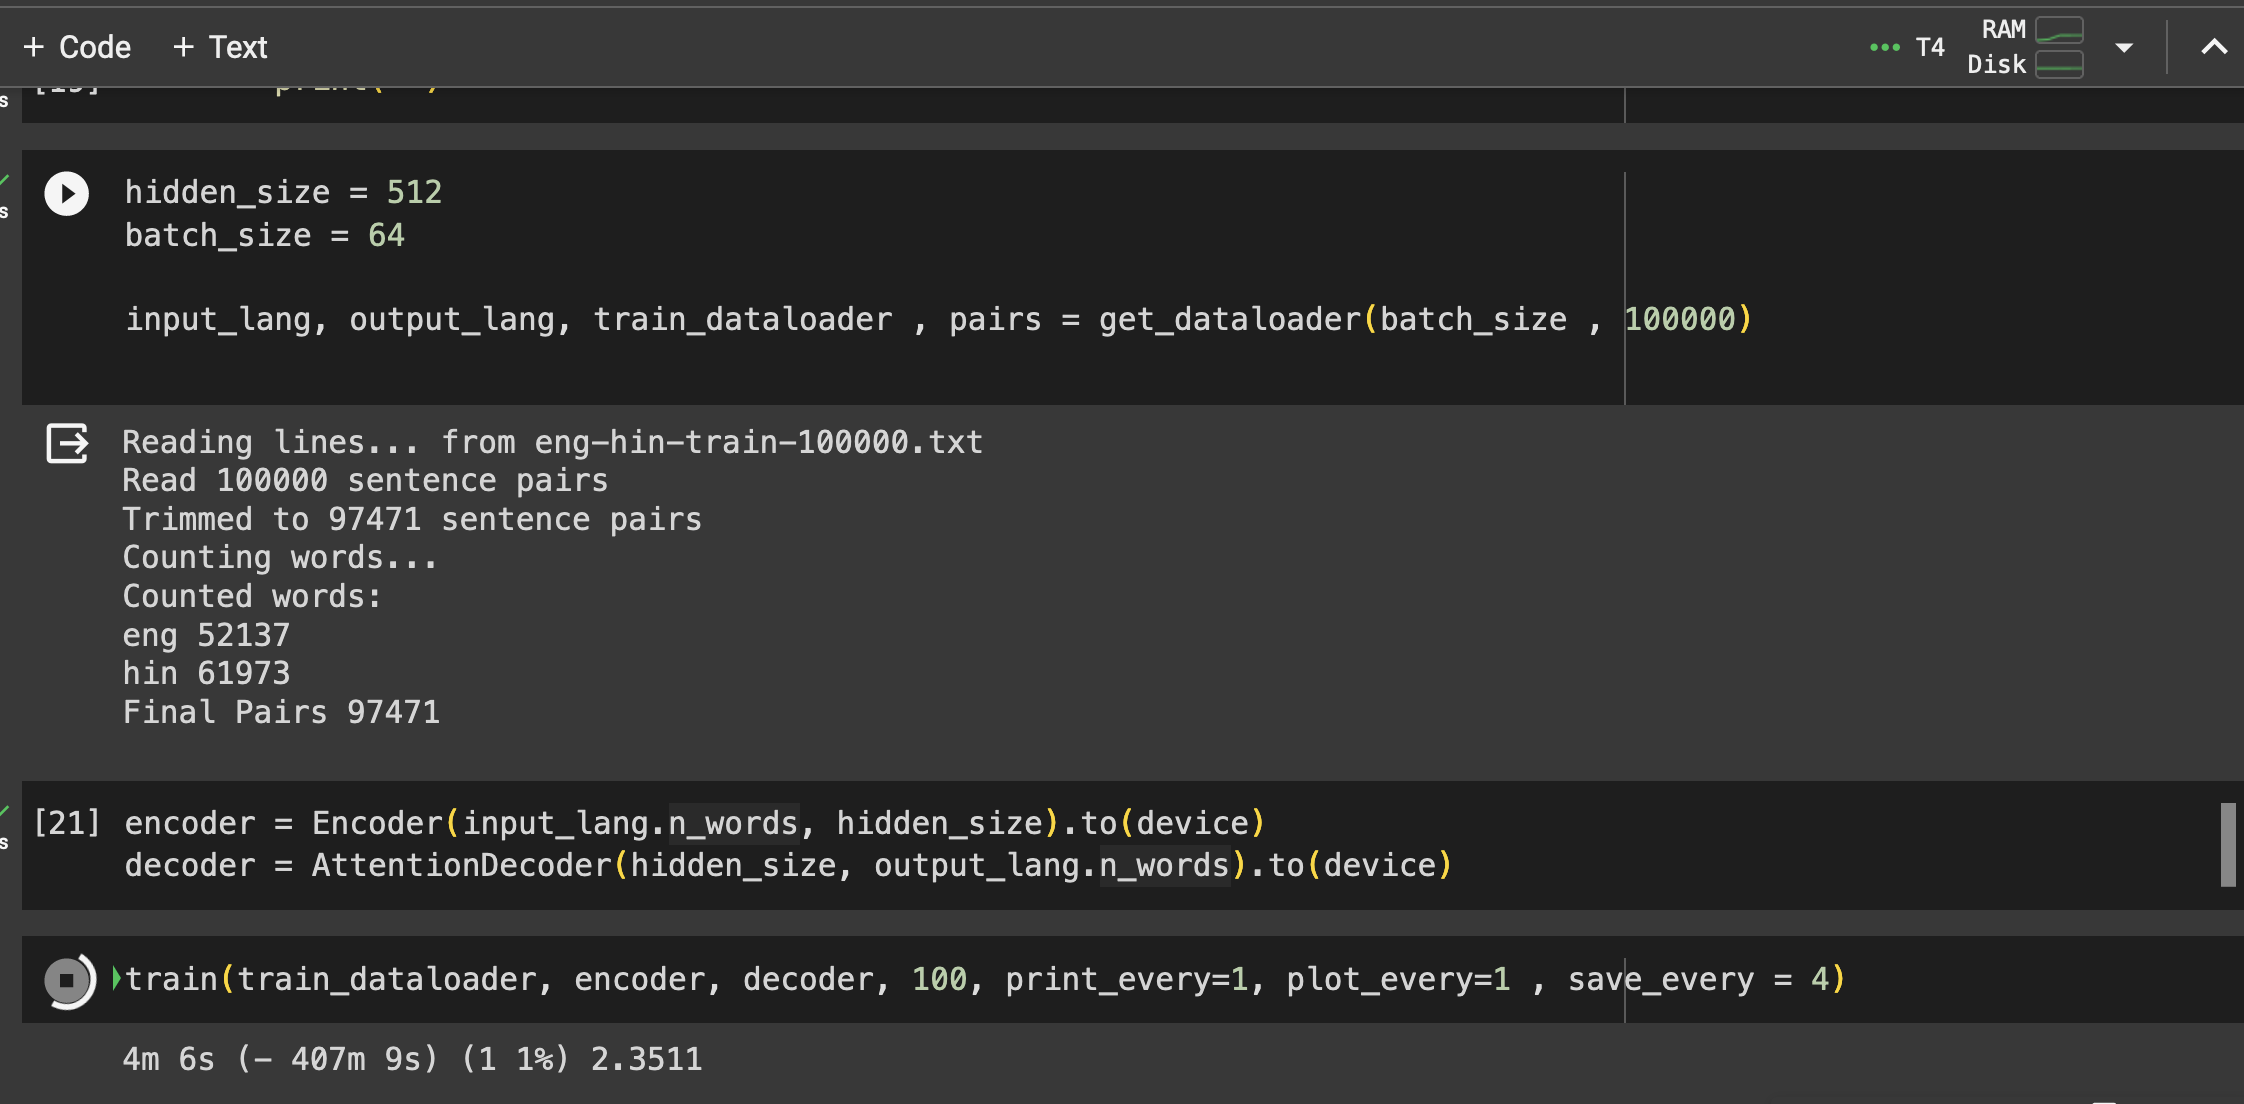 + Code + Text T4 RAM
Disk
[19] print(" ")
hidden_size = 512
batch_size = 64
input_lang, output_lang, train_dataloader , pairs = get_dataloader(batch_size , 100000)
Reading lines... from eng-hin-train-100000.txt
Read 100000 sentence pairs
Trimmed to 97471 sentence pairs
Counting words...
Counted words:
eng 52137
hin 61973
Final Pairs 97471
[21] encoder = Encoder(input_lang.n_words, hidden_size).to(device)
decoder = AttentionDecoder(hidden_size, output_lang.n_words).to(device)
train(train_dataloader, encoder, decoder, 100, print_every=1, plot_every=1 , save_every = 4)
4m 6s (- 407m 9s) (1 1%) 2.3511